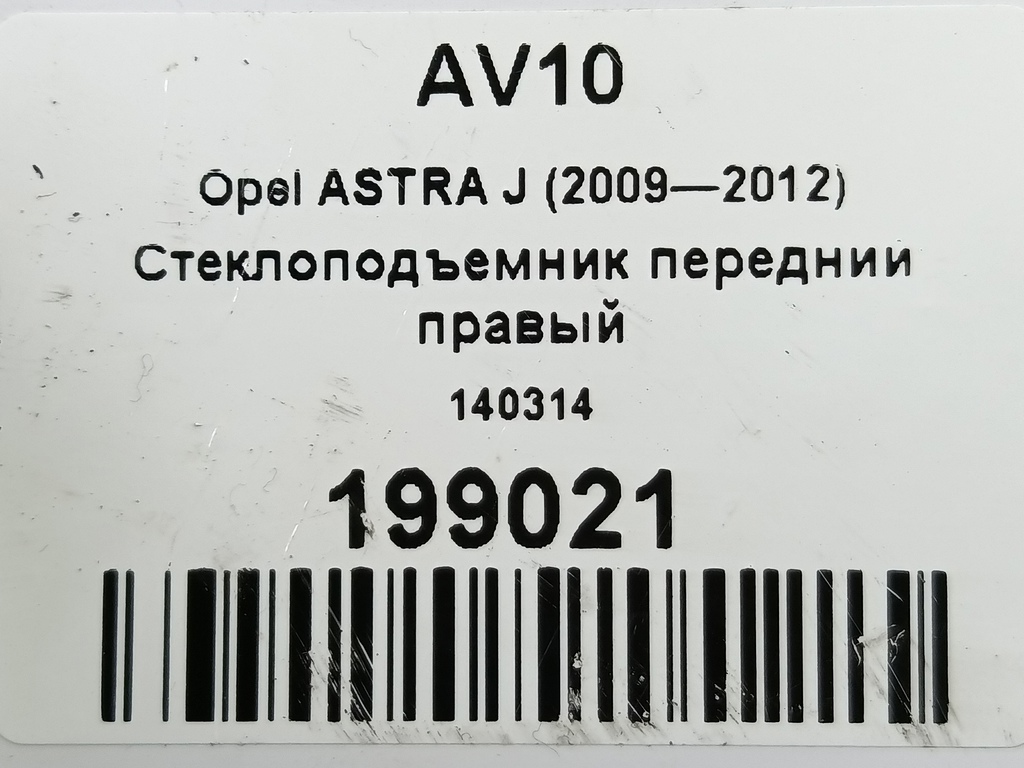 AV10
Opel ASTRA J (2009—2012)
Стеклоподъемник передний
правый
140314
199021